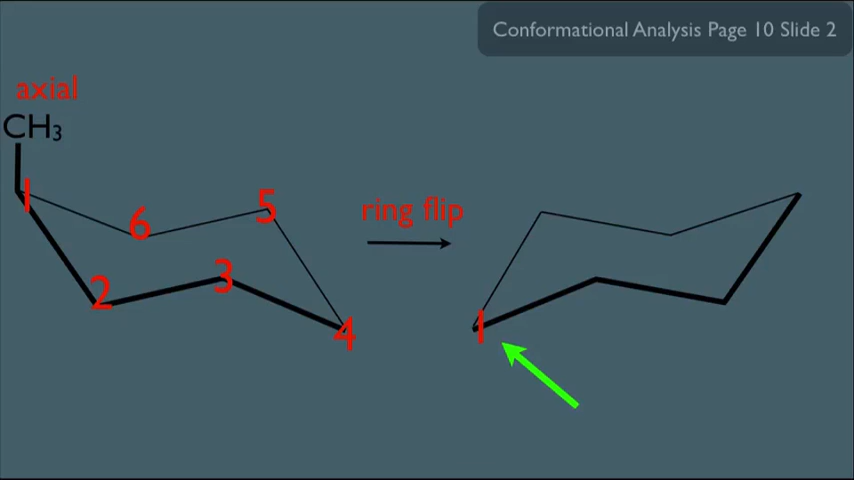 Conformational Analysis Page 10 Slide 2
axial
CH₃
1
6
5
ring flip
2
3
4
1